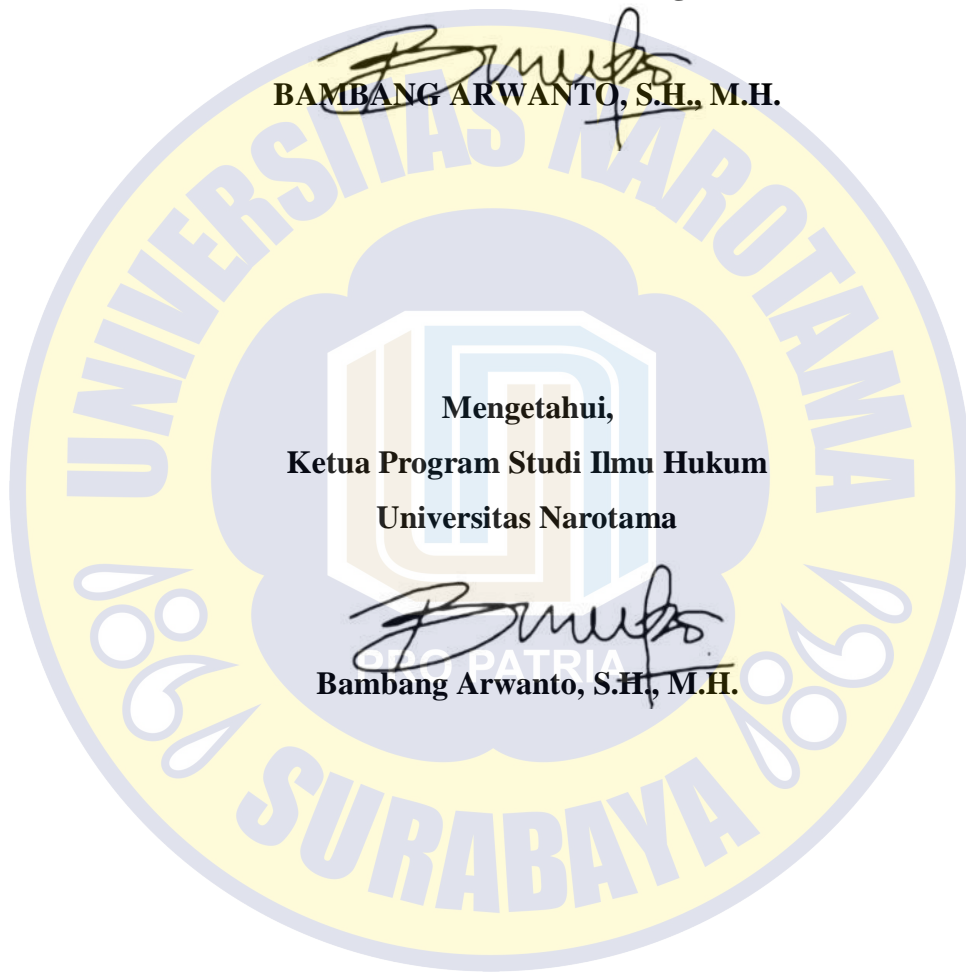 BAMBANG ARWANTO, S.H., M.H.
UNIVERSITAS NAROTAMA
Mengetahui,
Ketua Program Studi Ilmu Hukum
Universitas Narotama
PRO PATRIA
Bambang Arwanto, S.H., M.H.
SURABAYA